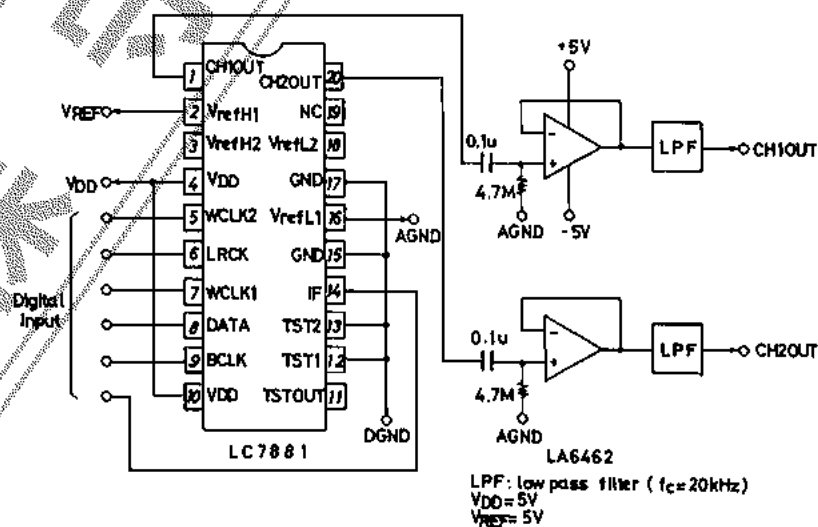 +5V
1 CH1OUT CH2OUT 20
VREF 2 VrefH1 NC 19
3 VrefH2 VrefL2 18
0.1u LPF CH1OUT
VDD 4 VDD GND 17
4.7M
5 WCLK2 VrefL1 16
AGND AGND -5V
6 LRCK GND 15
7 WCLK1 IF 14
Digital
Input
8 DATA TST2 13
0.1u LPF CH2OUT
9 BCLK TST1 12
10 VDD TSTOUT 11
4.7M
DGND AGND
LC7881 LA6462
LPF: low pass filter (fc=20kHz)
VDD=5V
VREF=5V